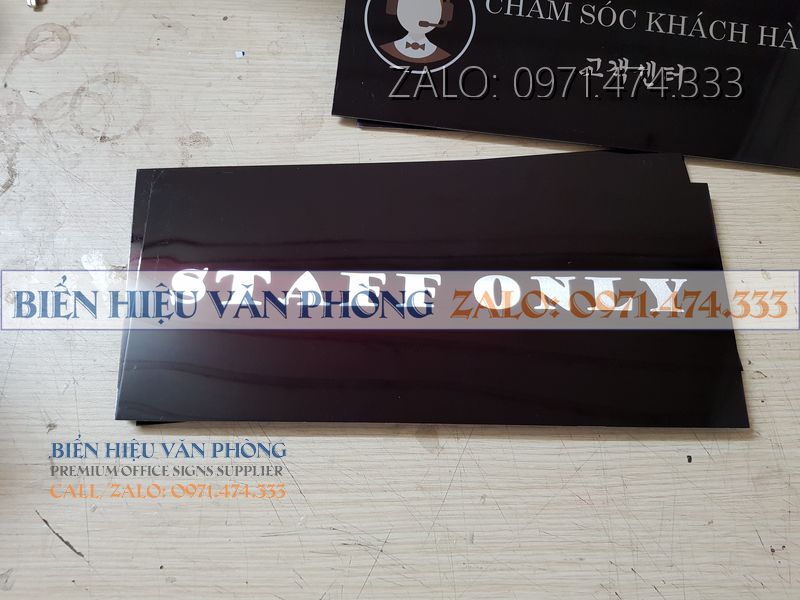 CHĂM SÓC KHÁCH HÀ
고객센터
ZALO: 0971.474.333
STAFF ONLY
BIỂN HIỆU VĂN PHÒNG ZALO: 0971.474.333
BIỂN HIỆU VĂN PHÒNG
PREMIUM OFFICE SIGNS SUPPLIER
CALL/ZALO: 0971.474.333